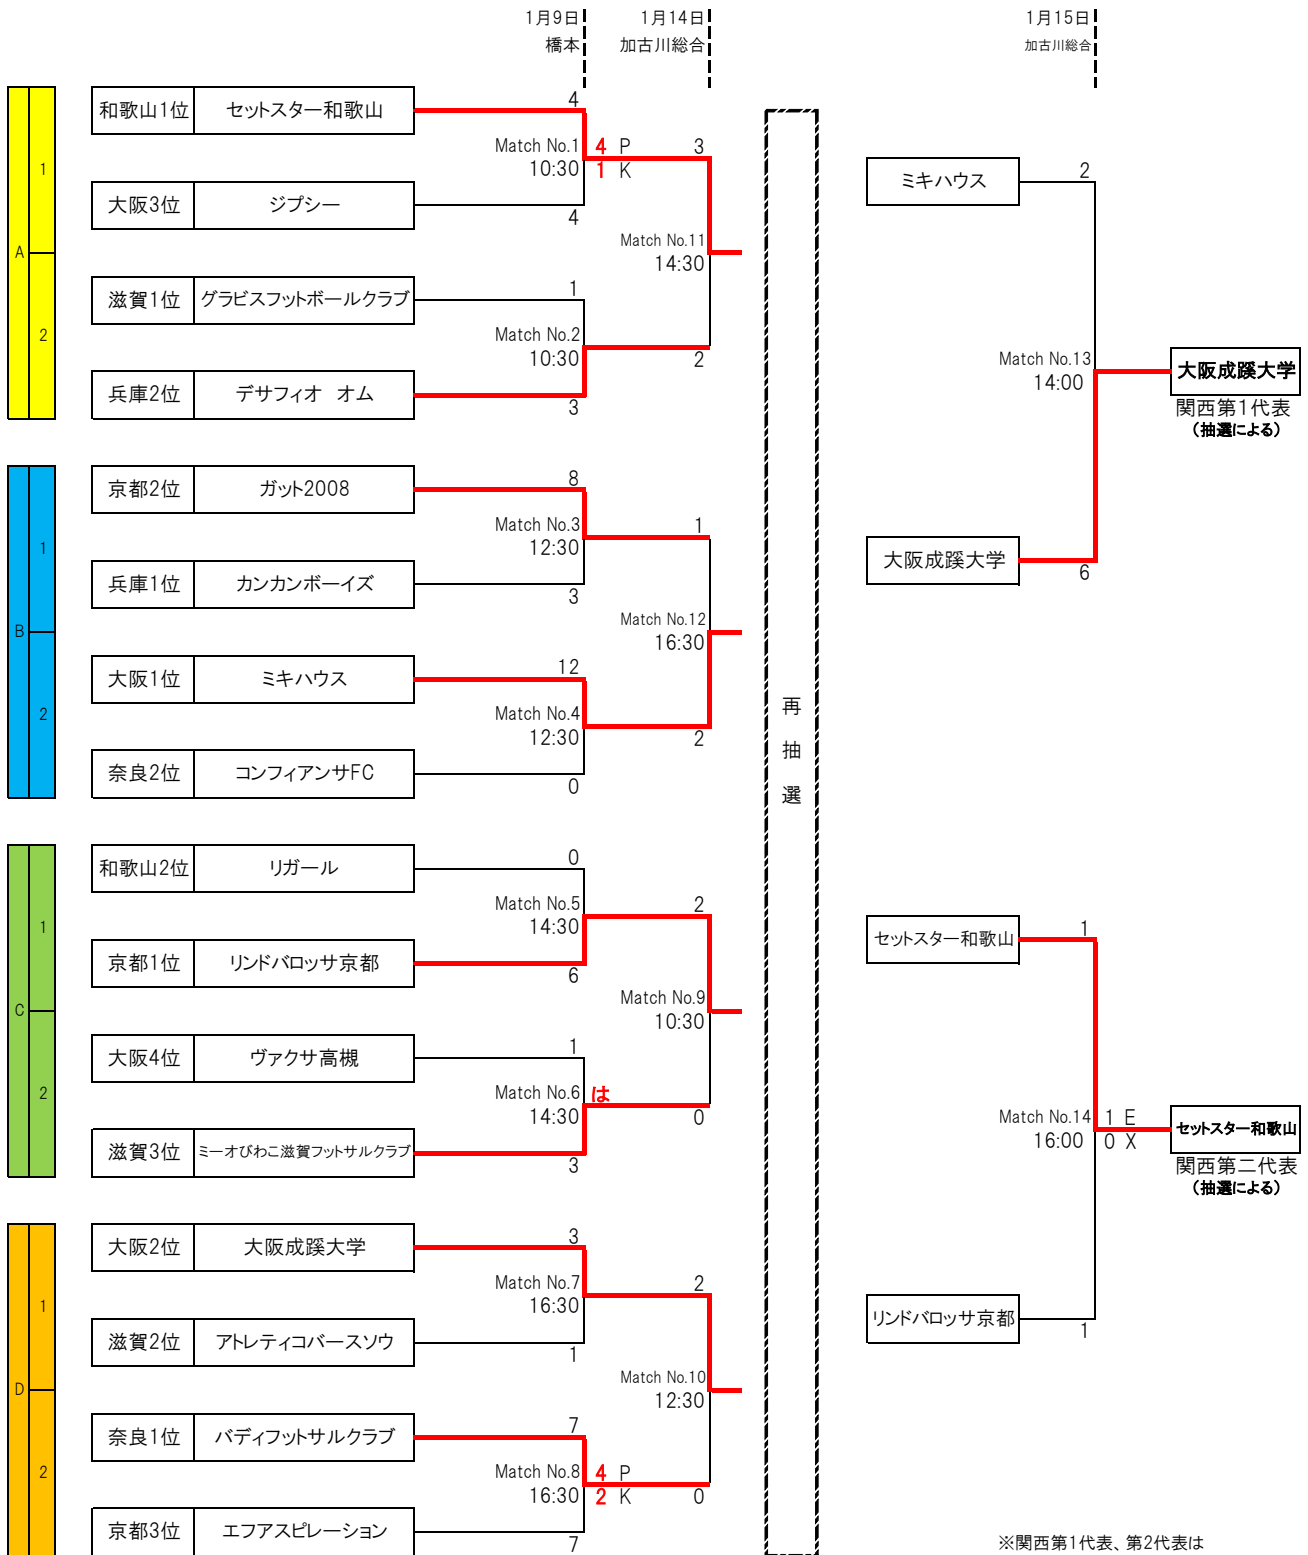 1月9日 1月14日 1月15日
橋本 加古川総合 加古川総合
A
1
2
和歌山1位 セットスター和歌山 4
Match No.1 4 P 3
10:30 1 K
大阪3位 ジプシー 4
Match No.11
14:30
滋賀1位 グラビスフットボールクラブ 1
Match No.2
10:30 2
兵庫2位 デサフィオ オム 3
B
1
2
京都2位 ガット2008 8
Match No.3 1
12:30
兵庫1位 カンカンボーイズ 3
Match No.12
16:30
大阪1位 ミキハウス 12
Match No.4
12:30 2
奈良2位 コンフィアンサFC 0
C
1
2
和歌山2位 リガール 0
Match No.5 2
14:30
京都1位 リンドバロッサ京都 6
Match No.9
10:30
大阪4位 ヴァクサ高槻 1
Match No.6 は
14:30 0
滋賀3位 ミーオびわこ滋賀フットサルクラブ 3
D
1
2
大阪2位 大阪成蹊大学 3
Match No.7 2
16:30
滋賀2位 アトレティコバースソウ 1
Match No.10
12:30
奈良1位 バディフットサルクラブ 7
Match No.8 4 P
16:30 2 K 0
京都3位 エフアスピレーション 7
再
抽
選
ミキハウス 2
Match No.13
14:00
大阪成蹊大学
関西第1代表
（抽選による）
大阪成蹊大学 6
セットスター和歌山 1
Match No.14 1 E
16:00 0 X
セットスター和歌山
関西第二代表
（抽選による）
リンドバロッサ京都 1
※関西第1代表、第2代表は